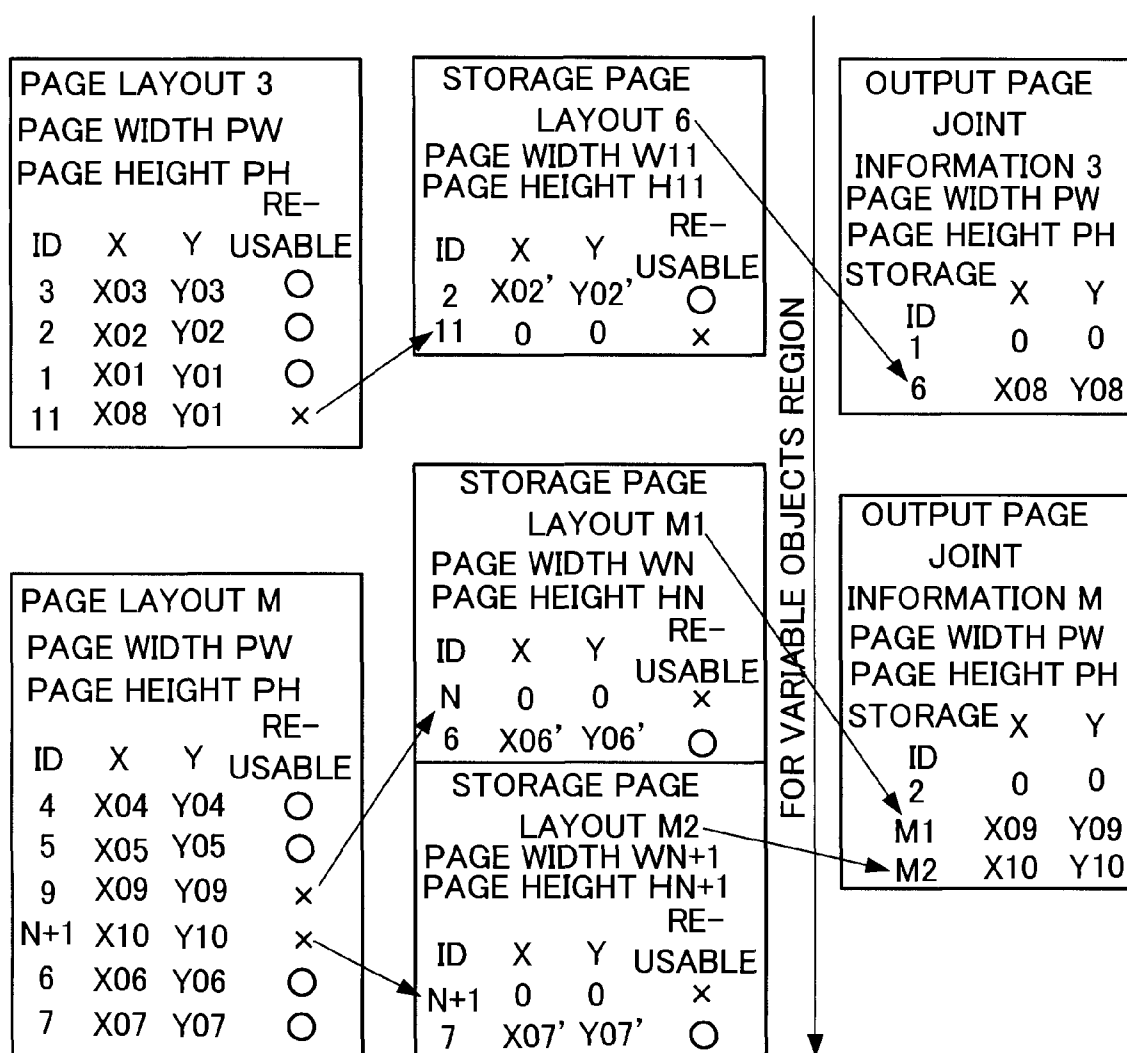 PAGE LAYOUT 3
PAGE WIDTH PW
PAGE HEIGHT PH
RE-
ID X Y USABLE
3 X03 Y03 ○
2 X02 Y02 ○
1 X01 Y01 ○
11 X08 Y01 ×
STORAGE PAGE
LAYOUT 6
PAGE WIDTH W11
PAGE HEIGHT H11
RE-
ID X Y USABLE
2 X02' Y02' ○
11 0 0 ×
OUTPUT PAGE
JOINT
INFORMATION 3
PAGE WIDTH PW
PAGE HEIGHT PH
STORAGE X Y
ID
1 0 0
6 X08 Y08
FOR VARIABLE OBJECTS REGION
PAGE LAYOUT M
PAGE WIDTH PW
PAGE HEIGHT PH
RE-
ID X Y USABLE
4 X04 Y04 ○
5 X05 Y05 ○
9 X09 Y09 ×
N+1 X10 Y10 ×
6 X06 Y06 ○
7 X07 Y07 ○
STORAGE PAGE
LAYOUT M1
PAGE WIDTH WN
PAGE HEIGHT HN
RE-
ID X Y USABLE
N 0 0 ×
6 X06' Y06' ○
STORAGE PAGE
LAYOUT M2
PAGE WIDTH WN+1
PAGE HEIGHT HN+1
RE-
ID X Y USABLE
N+1 0 0 ×
7 X07' Y07' ○
OUTPUT PAGE
JOINT
INFORMATION M
PAGE WIDTH PW
PAGE HEIGHT PH
STORAGE X Y
ID
2 0 0
M1 X09 Y09
M2 X10 Y10